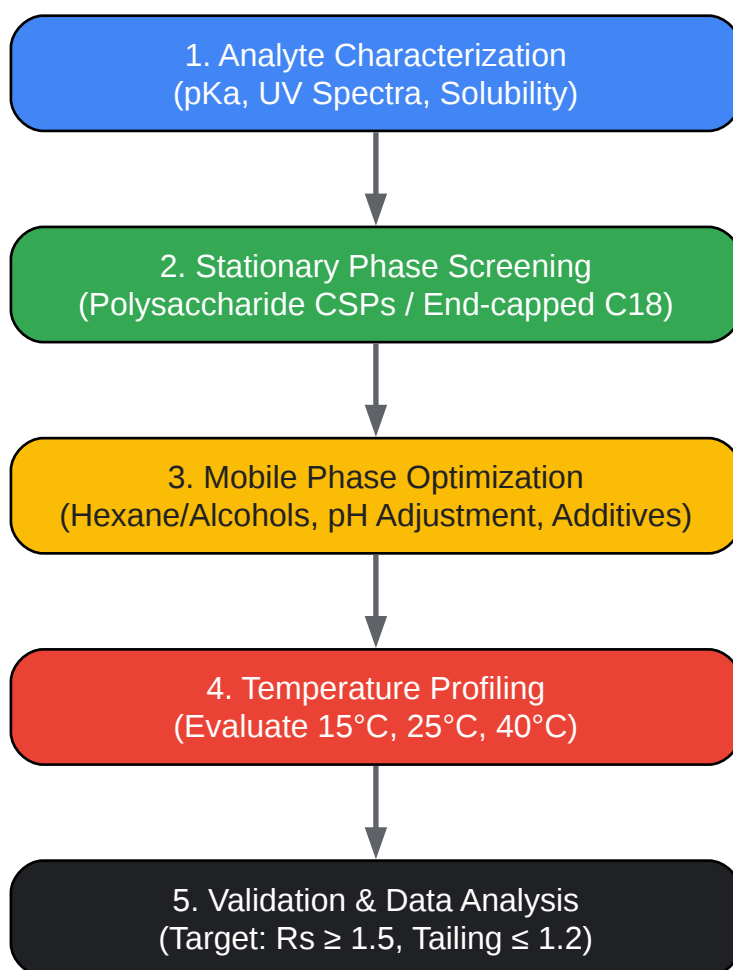 1. Analyte Characterization
(pKa, UV Spectra, Solubility)
2. Stationary Phase Screening
(Polysaccharide CSPs / End-capped C18)
3. Mobile Phase Optimization
(Hexane/Alcohols, pH Adjustment, Additives)
4. Temperature Profiling
(Evaluate 15°C, 25°C, 40°C)
5. Validation & Data Analysis
(Target: Rs ≥ 1.5, Tailing ≤ 1.2)